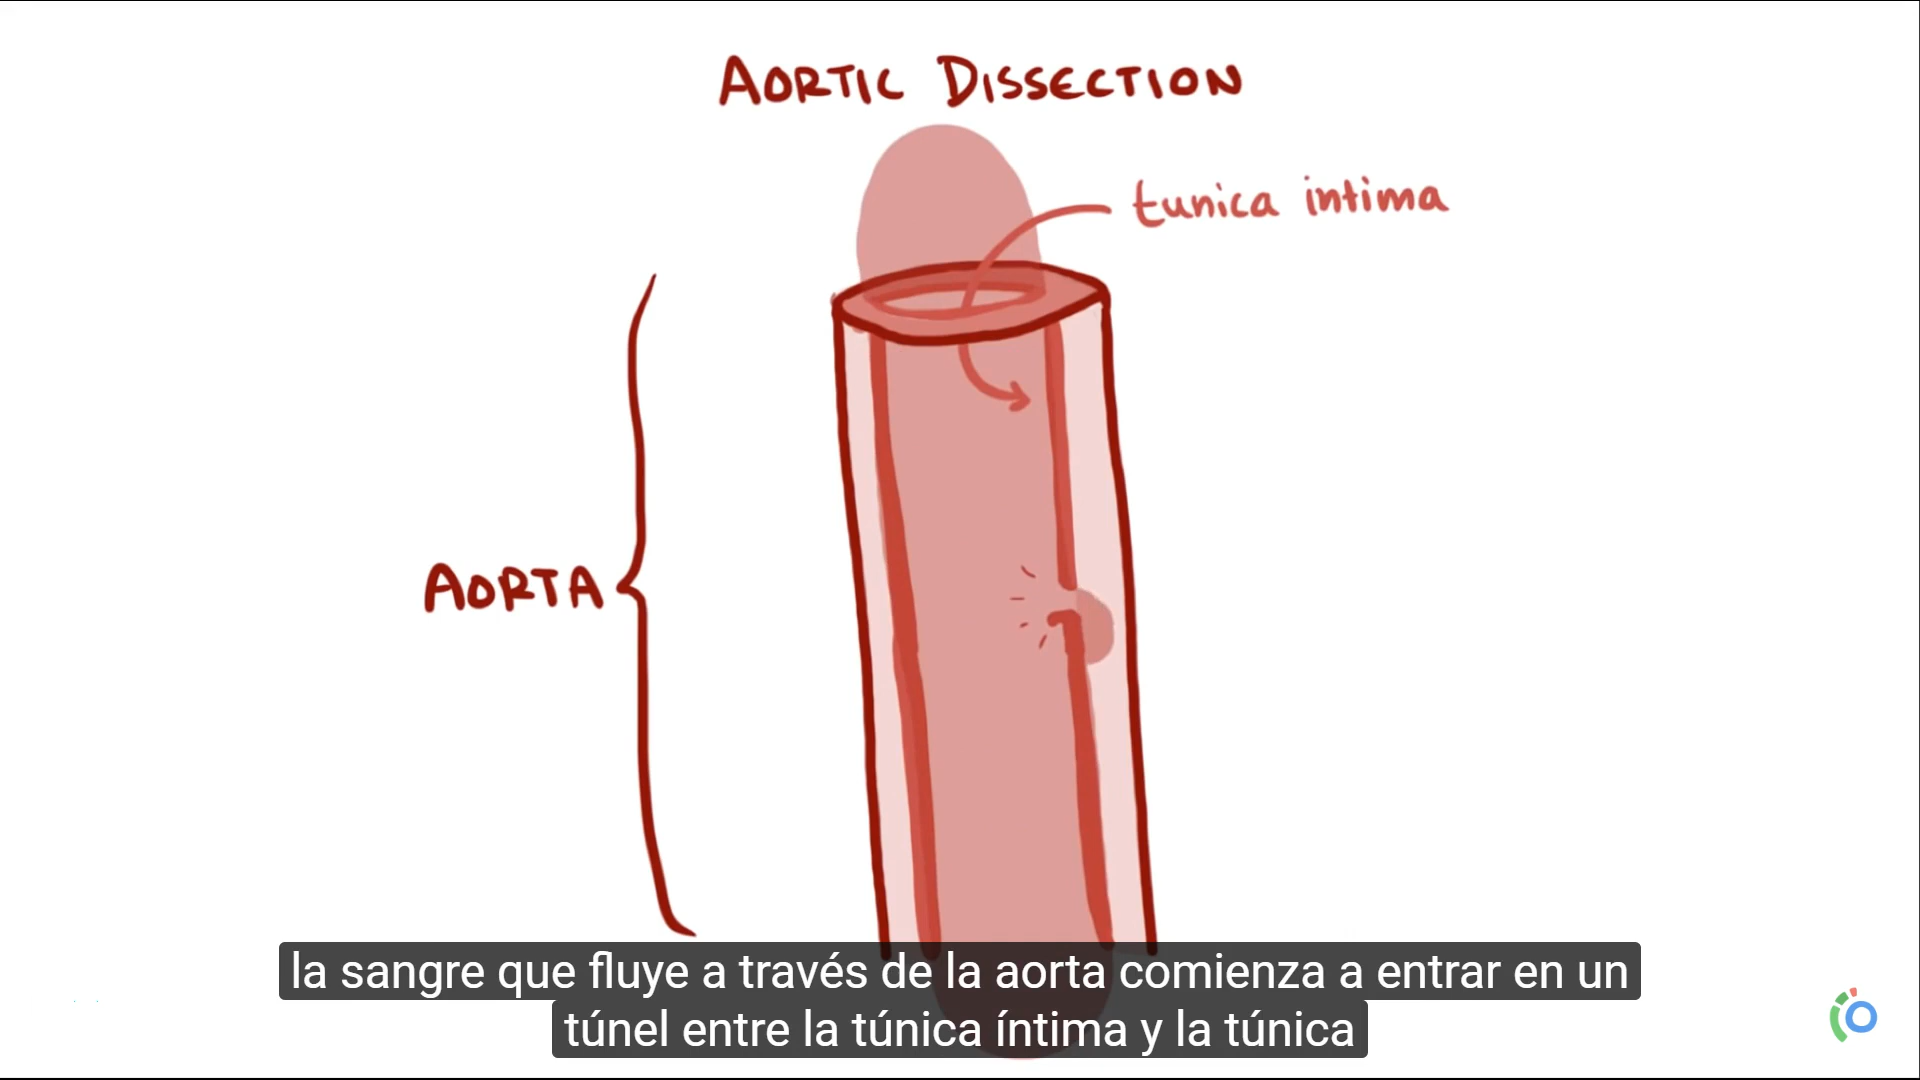 AORTIC DISSECTION
tunica intima
AORTA
la sangre que fluye a través de la aorta comienza a entrar en un
túnel entre la túnica íntima y la túnica